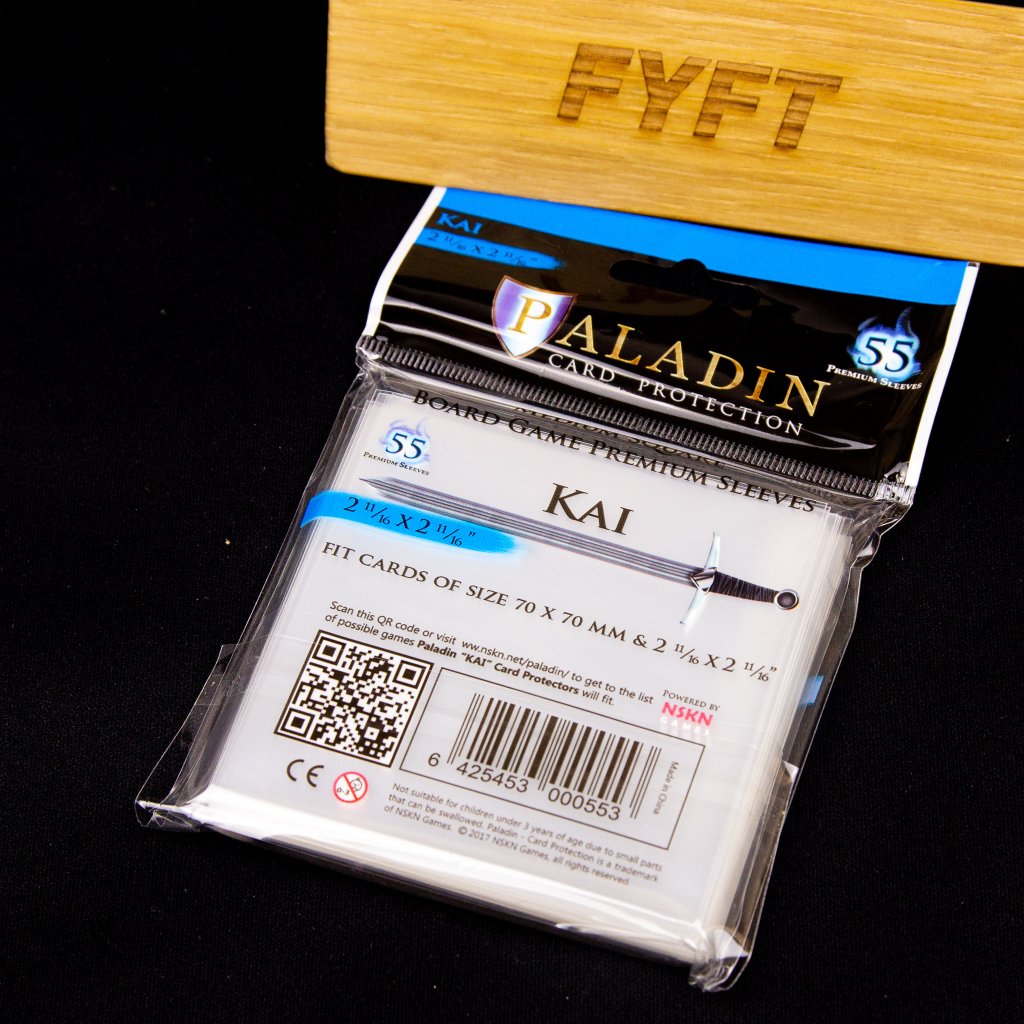 FYFT
KAI
2 11/16 X 2 11/16"
PALADIN
CARD PROTECTION
55
PREMIUM SLEEVES
BOARD GAME PREMIUM SLEEVES
55
PREMIUM SLEEVES
KAI
2 11/16 X 2 11/16"
FIT CARDS OF SIZE 70 X 70 MM & 2 11/16 X 2 11/16"
Scan this QR code or visit ww.nskn.net/paladin/ to get to the list
of possible games Paladin "KAI" Card Protectors will fit.
POWERED BY
NSKN
GAMES
6 425453 000553
Made in China
CE
0-3
Not suitable for children under 3 years of age due to small parts
that can be swallowed. Paladin - Card Protection is a trademark
of NSKN Games. © 2017 NSKN Games, all rights reserved.